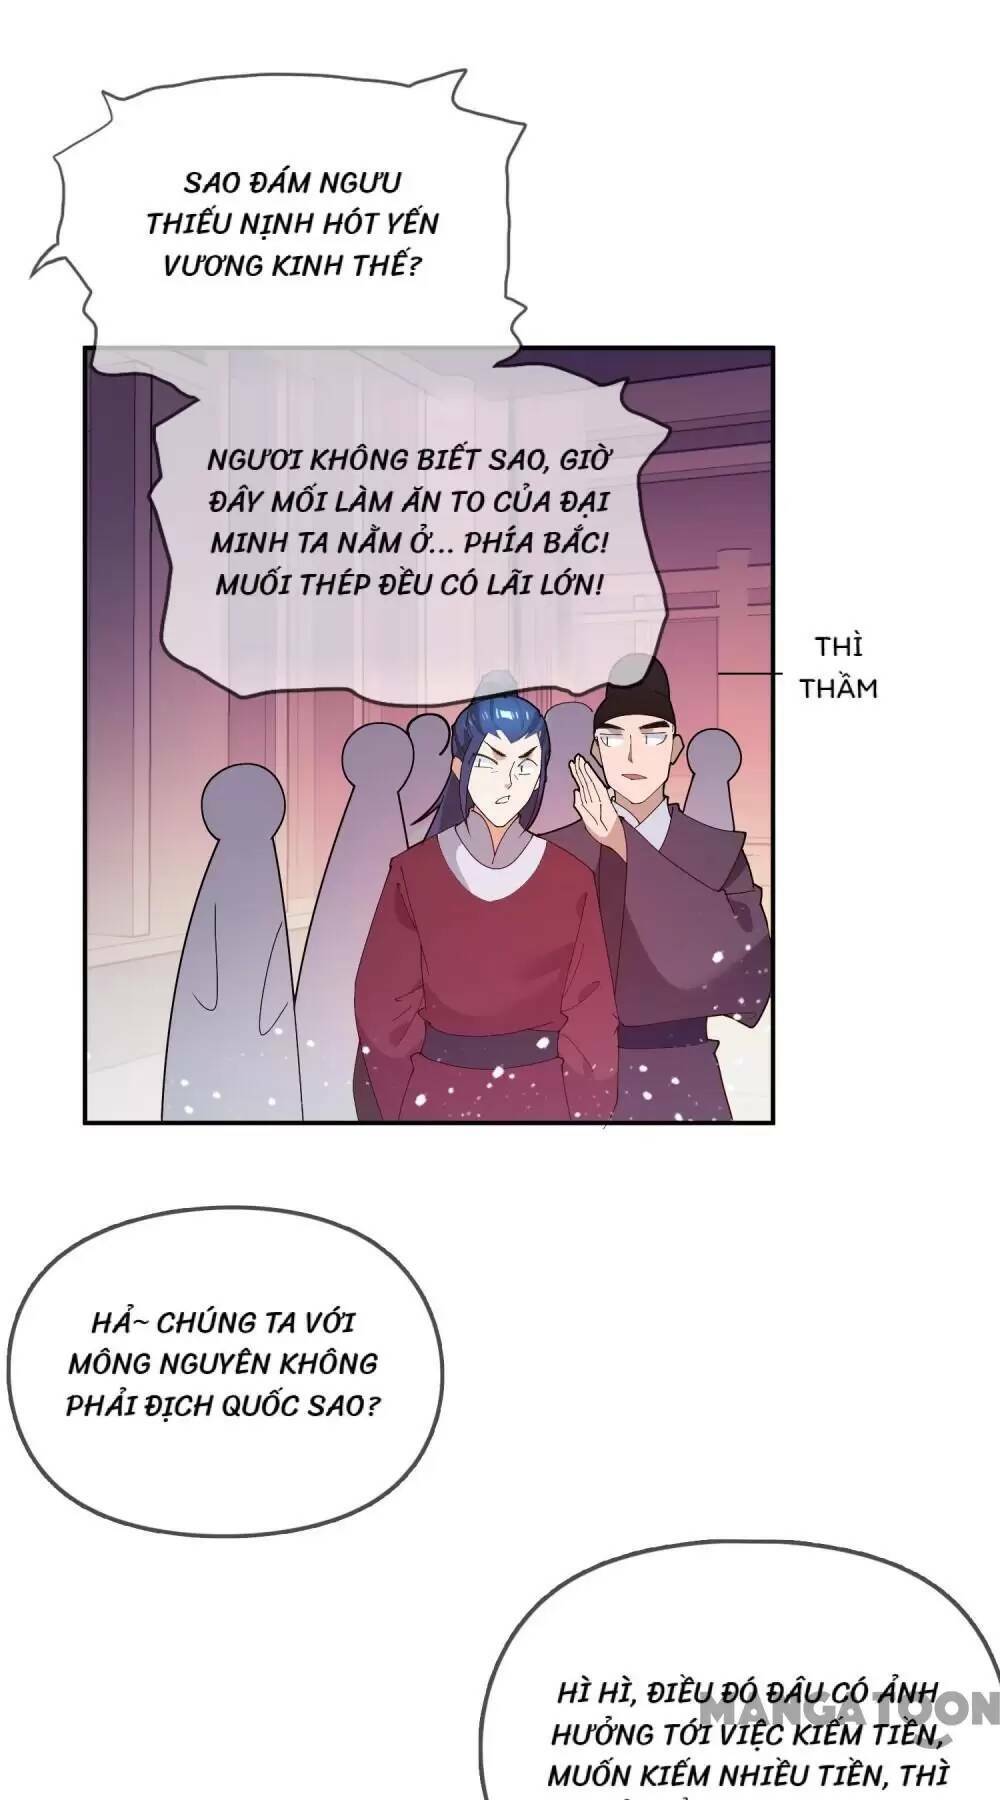 SAO ĐÁM NGƯU
THIẾU NỊNH HÓT YẾN
VƯƠNG KINH THẾ?
NGƯƠI KHÔNG BIẾT SAO, GIỜ
ĐÂY MỐI LÀM ĂN TO CỦA ĐẠI
MINH TA NẰM Ở... PHÍA BẮC!
MUỐI THÉP ĐỀU CÓ LÃI LỚN!
THÌ
THẦM
HẢ~ CHÚNG TA VỚI
MÔNG NGUYÊN KHÔNG
PHẢI ĐỊCH QUỐC SAO?
HÌ HÌ, ĐIỀU ĐÓ ĐÂU CÓ ẢNH
MANGATOON
HƯỞNG TỚI VIỆC KIẾM TIỀN,
MUỐN KIẾM NHIỀU TIỀN, THÌ